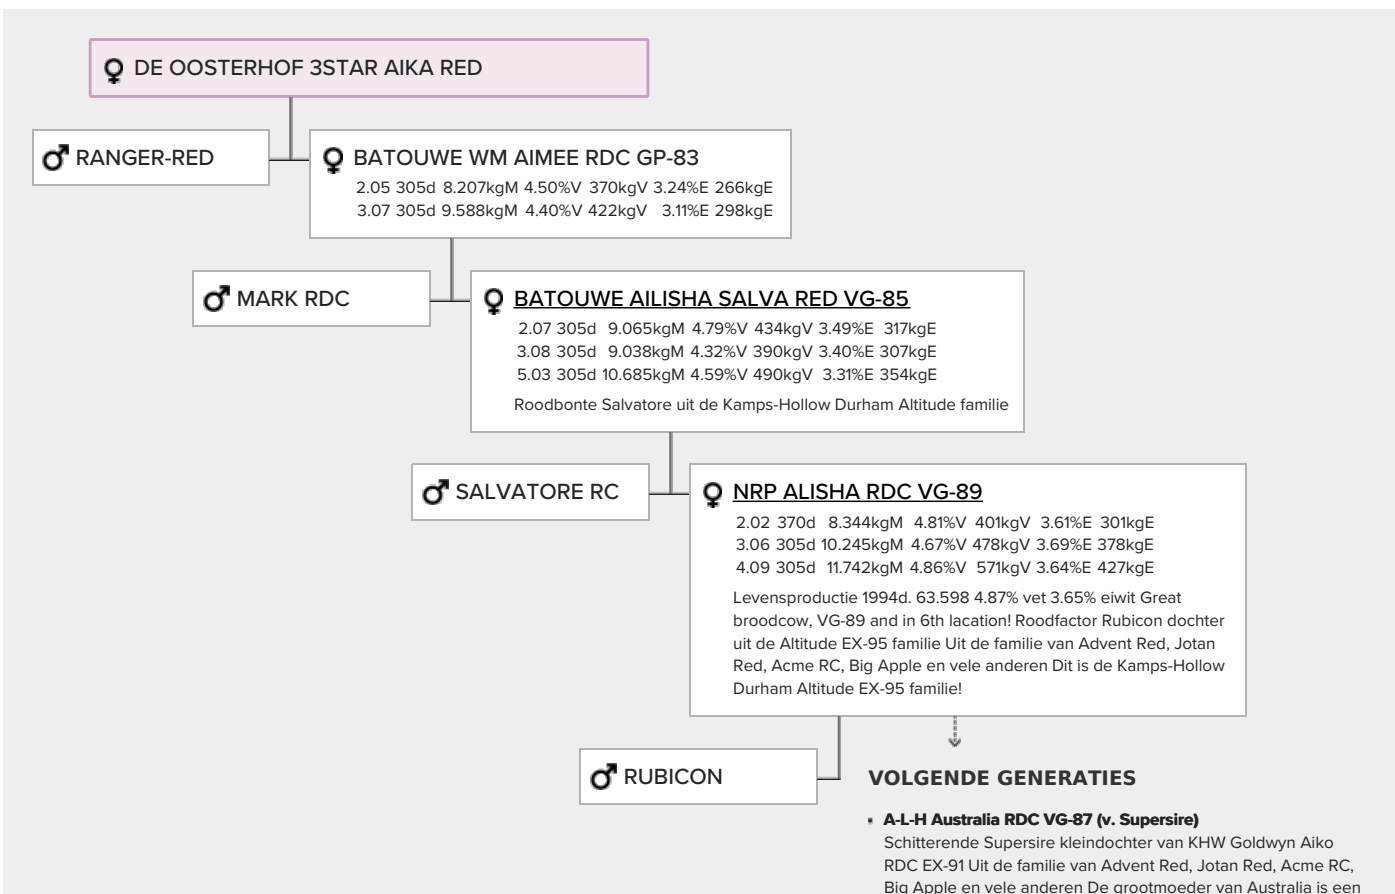 DE OOSTERHOF 3STAR AIKA RED
RANGER-RED
BATOUWE WM AIMEE RDC GP-83
2.05 305d 8.207kgM 4.50%V 370kgV 3.24%E 266kgE
3.07 305d 9.588kgM 4.40%V 422kgV 3.11%E 298kgE
MARK RDC
BATOUWE AILISHA SALVA RED VG-85
2.07 305d 9.065kgM 4.79%V 434kgV 3.49%E 317kgE
3.08 305d 9.038kgM 4.32%V 390kgV 3.40%E 307kgE
5.03 305d 10.685kgM 4.59%V 490kgV 3.31%E 354kgE
Roodbonte Salvatore uit de Kamps-Hollow Durham Altitude familie
SALVATORE RC
NRP ALISHA RDC VG-89
2.02 370d 8.344kgM 4.81%V 401kgV 3.61%E 301kgE
3.06 305d 10.245kgM 4.67%V 478kgV 3.69%E 378kgE
4.09 305d 11.742kgM 4.86%V 571kgV 3.64%E 427kgE
Levensproductie 1994d. 63.598 4.87% vet 3.65% eiwit Great
broodcow, VG-89 and in 6th lacation! Roodfactor Rubicon dochter
uit de Altitude EX-95 familie Uit de familie van Advent Red, Jotan
Red, Acme RC, Big Apple en vele anderen Dit is de Kamps-Hollow
Durham Altitude EX-95 familie!
RUBICON
VOLGENDE GENERATIES
▪ A-L-H Australia RDC VG-87 (v. Supersire)
Schitterende Supersire kleindochter van KHW Goldwyn Aiko
RDC EX-91 Uit de familie van Advent Red, Jotan Red, Acme RC,
Big Apple en vele anderen De grootmoeder van Australia is een